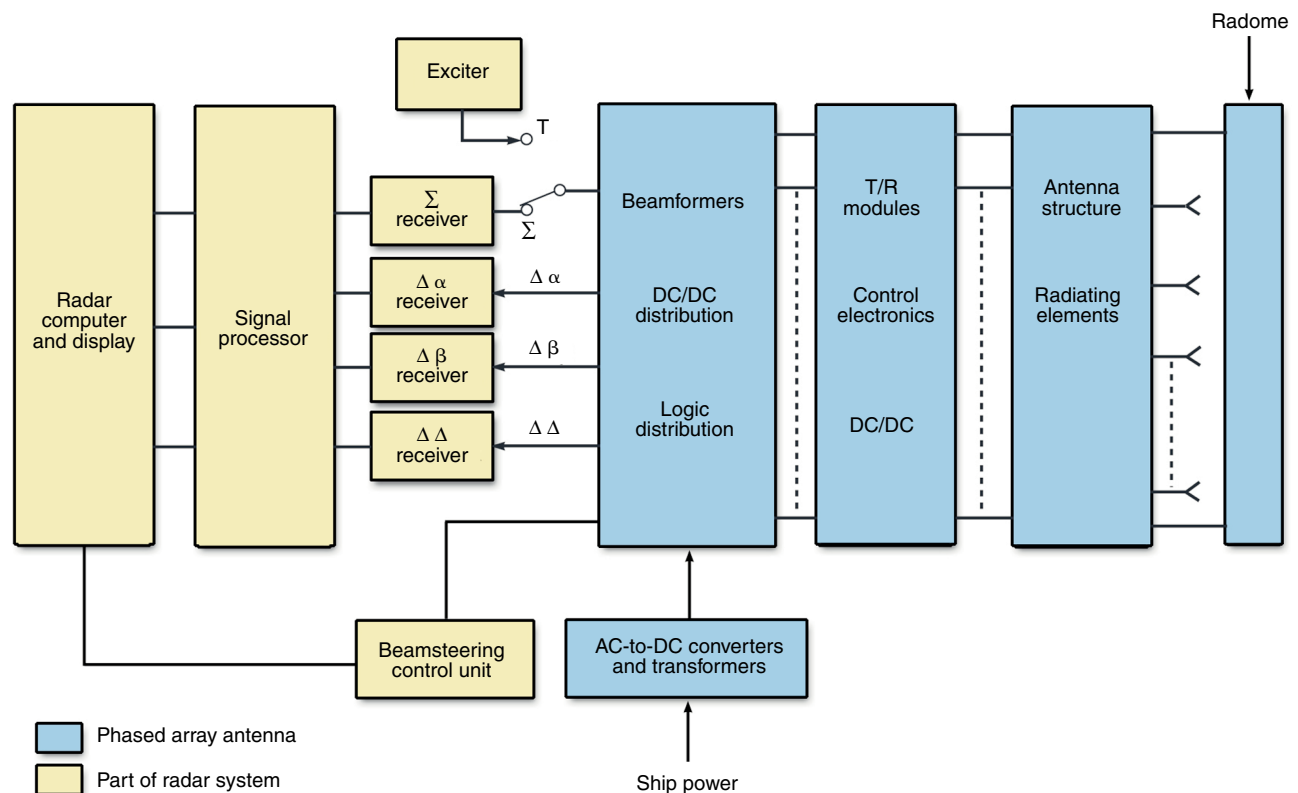 Radome
Exciter
T
Radar
computer
and display
Signal
processor
Σ
receiver
Σ
Δ α
receiver
Δ α
Δ β
receiver
Δ β
Δ Δ
receiver
Δ Δ
Beamformers
DC/DC
distribution
Logic
distribution
T/R
modules
Control
electronics
DC/DC
Antenna
structure
Radiating
elements
Beamsteering
control unit
AC-to-DC converters
and transformers
Phased array antenna
Part of radar system
Ship power